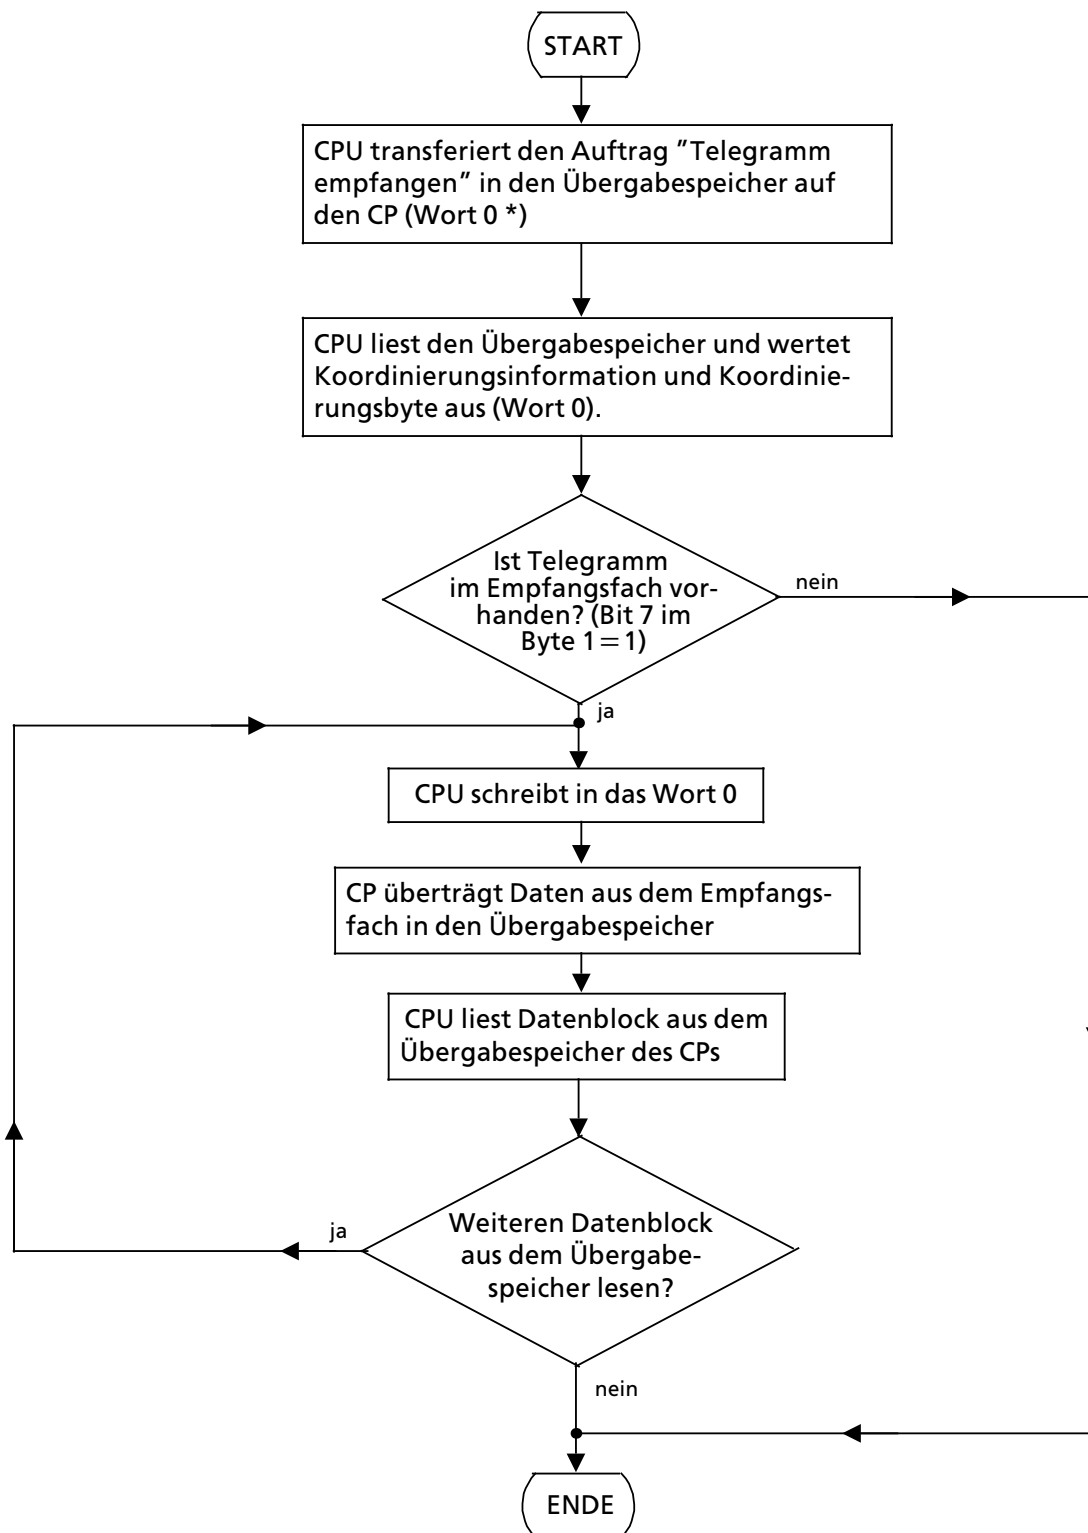 START
CPU transferiert den Auftrag "Telegramm
empfangen" in den Übergabespeicher auf
den CP (Wort 0 *)
CPU liest den Übergabespeicher und wertet
Koordinierungsinformation und Koordinie-
rungsbyte aus (Wort 0).
Ist Telegramm
im Empfangsfach vor-
handen? (Bit 7 im
Byte 1=1)
nein
ja
CPU schreibt in das Wort 0
CP überträgt Daten aus dem Empfangs-
fach in den Übergabespeicher
CPU liest Datenblock aus dem
Übergabespeicher des CPs
ja
Weiteren Datenblock
aus dem Übergabe-
speicher lesen?
nein
ENDE